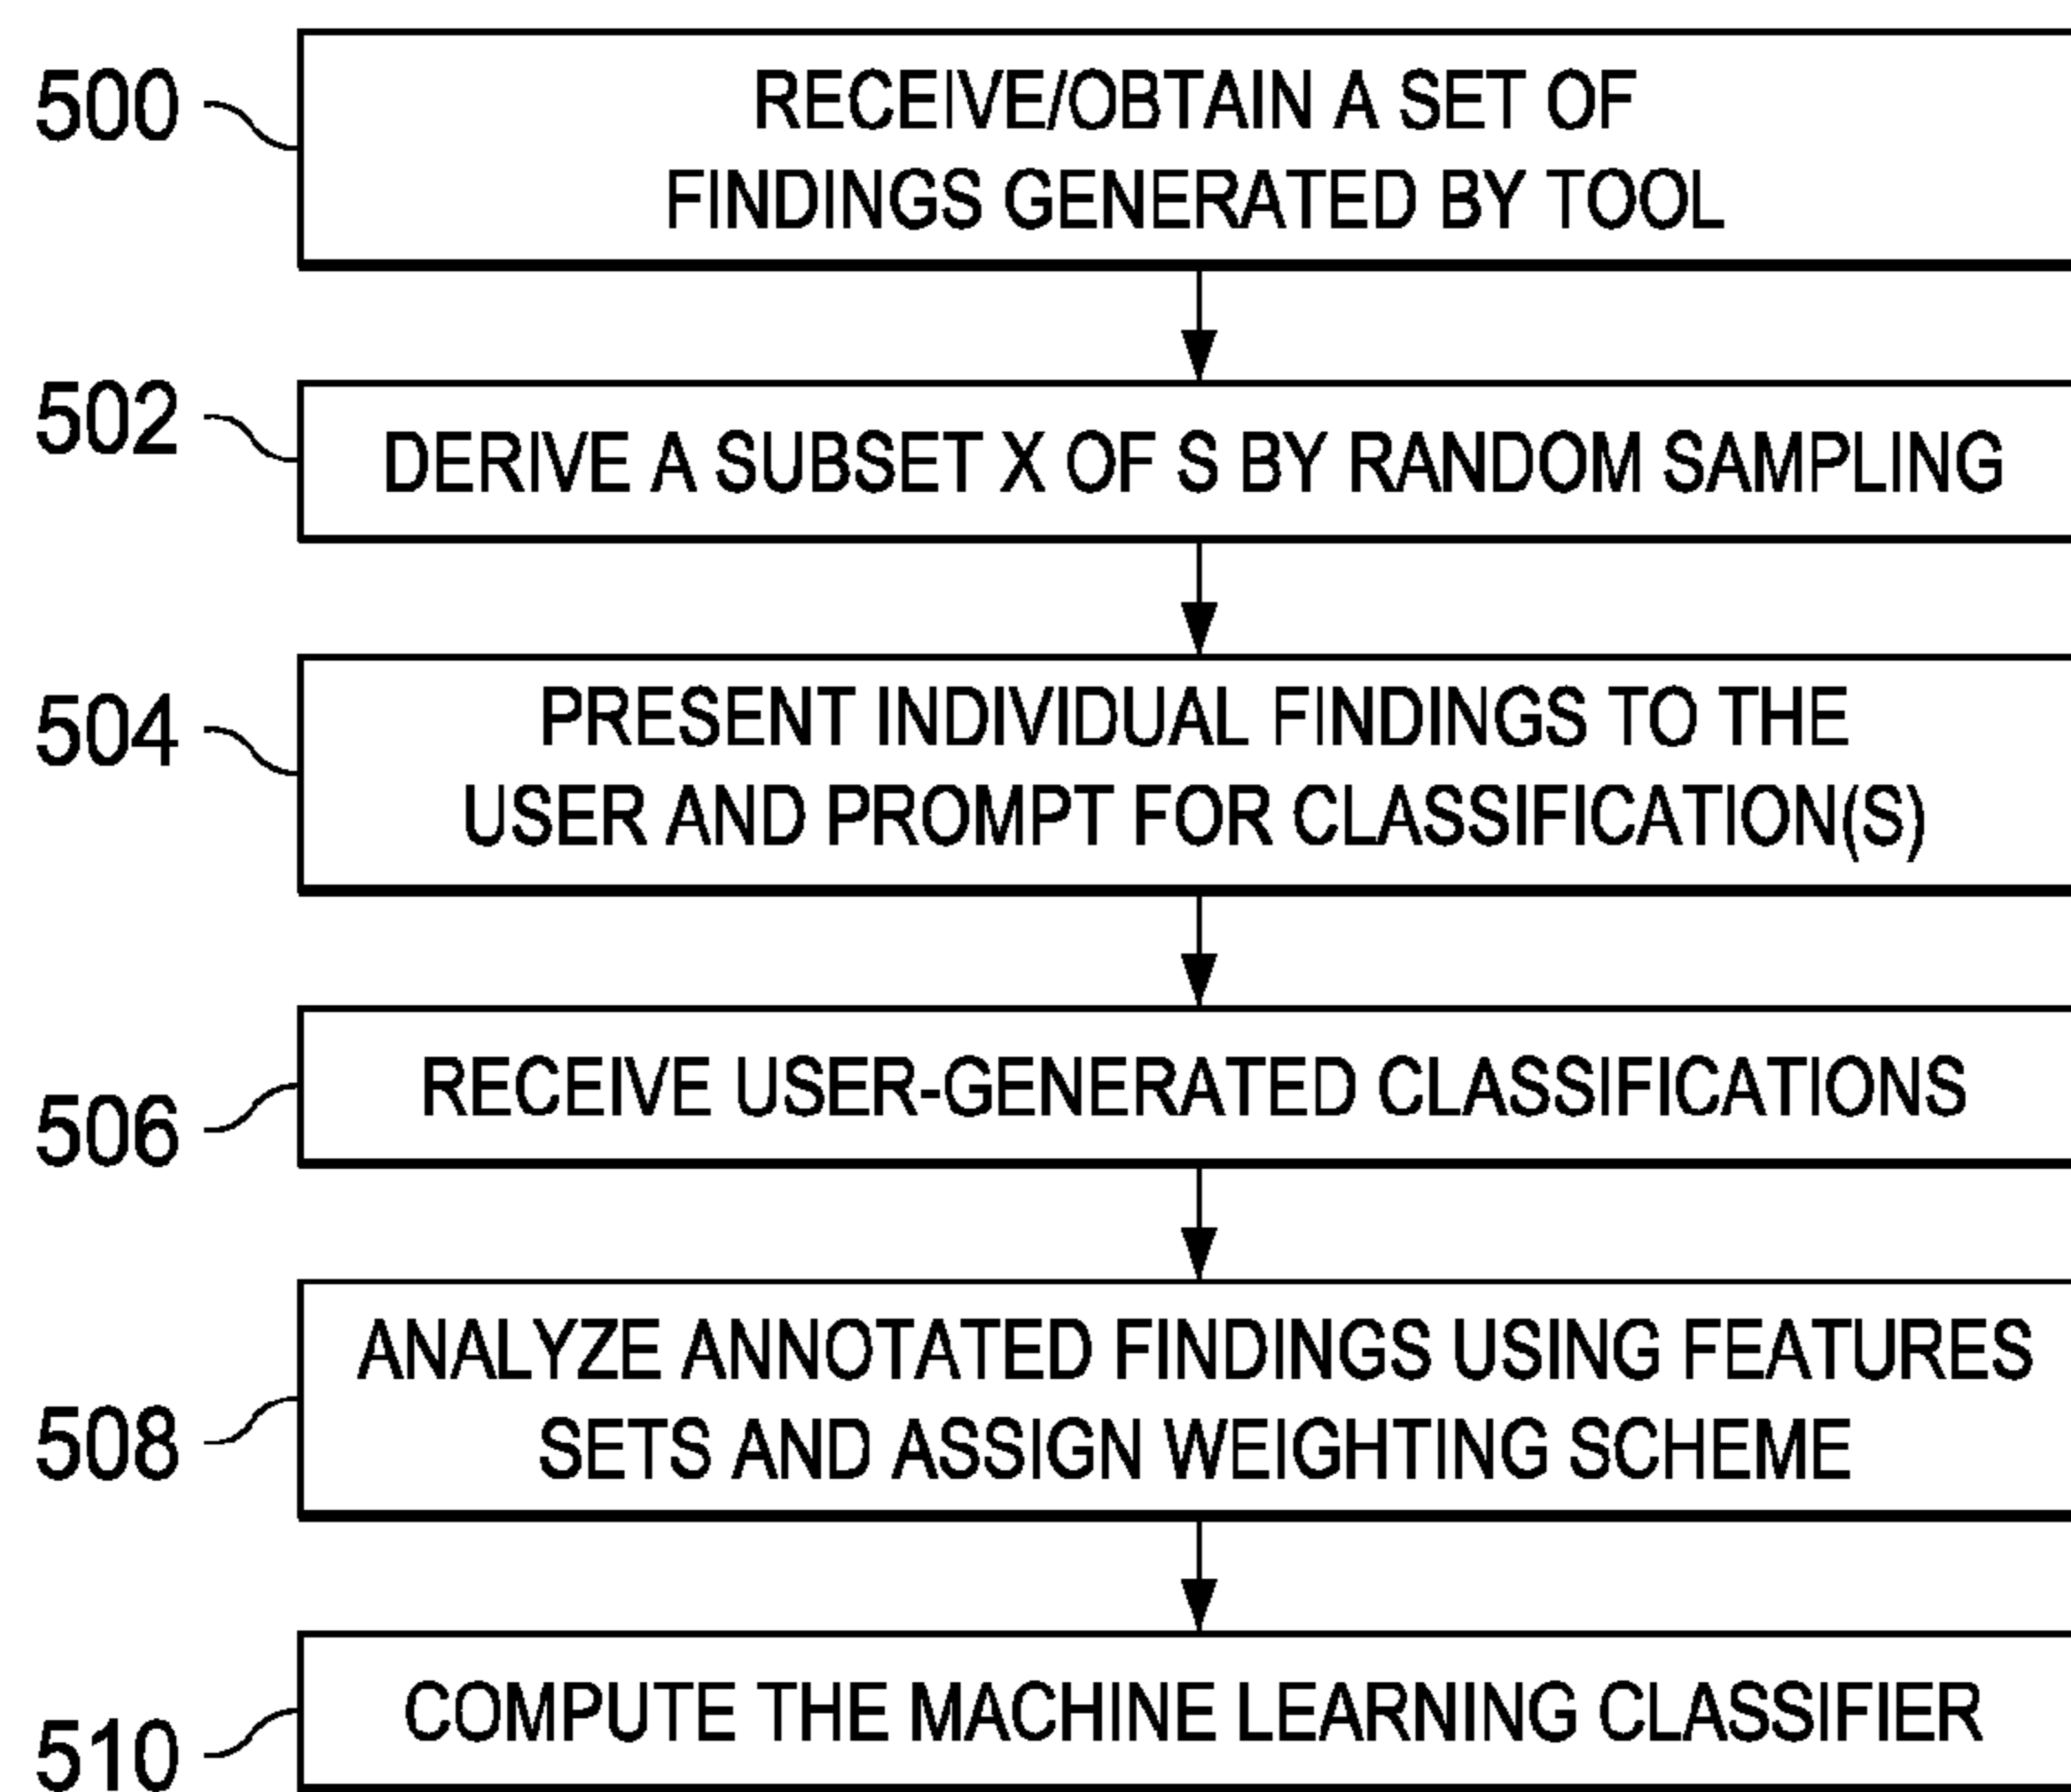 500
RECEIVE/OBTAIN A SET OF
FINDINGS GENERATED BY TOOL
502
DERIVE A SUBSET X OF S BY RANDOM SAMPLING
504
PRESENT INDIVIDUAL FINDINGS TO THE
USER AND PROMPT FOR CLASSIFICATION(S)
506
RECEIVE USER-GENERATED CLASSIFICATIONS
508
ANALYZE ANNOTATED FINDINGS USING FEATURES
SETS AND ASSIGN WEIGHTING SCHEME
510
COMPUTE THE MACHINE LEARNING CLASSIFIER